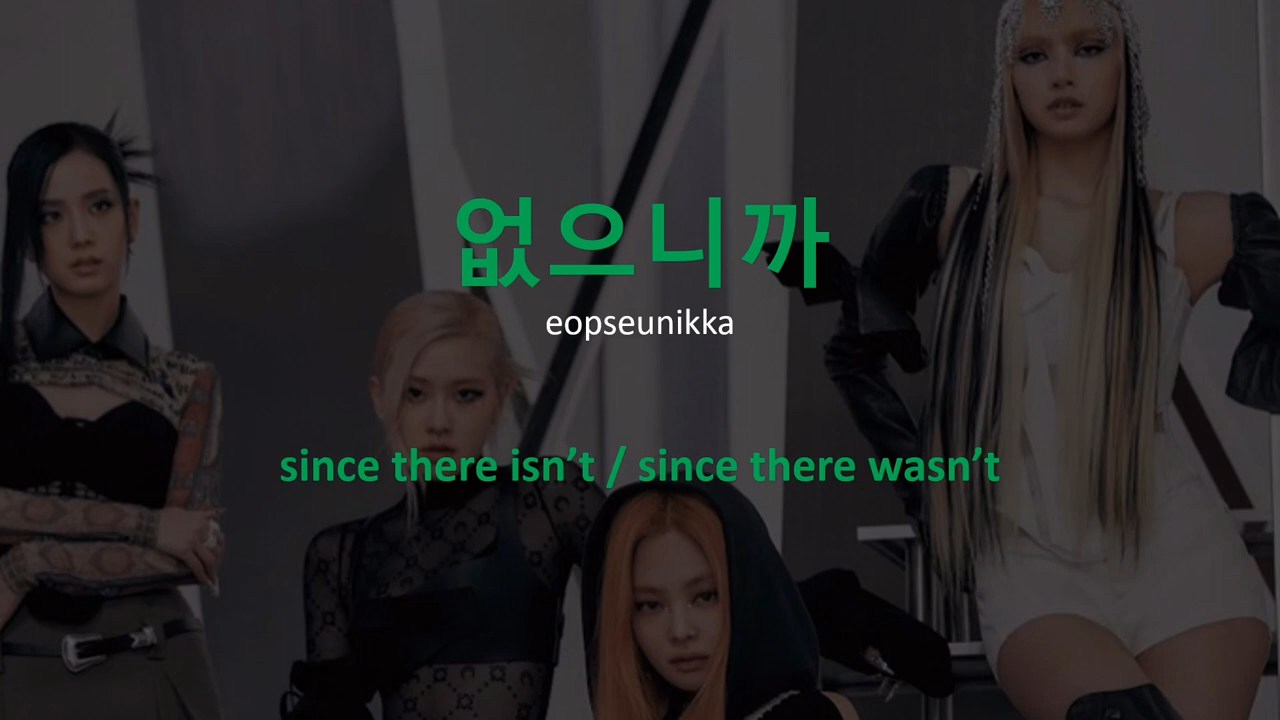 없으니까
eopseunikka
since there isn’t / since there wasn’t